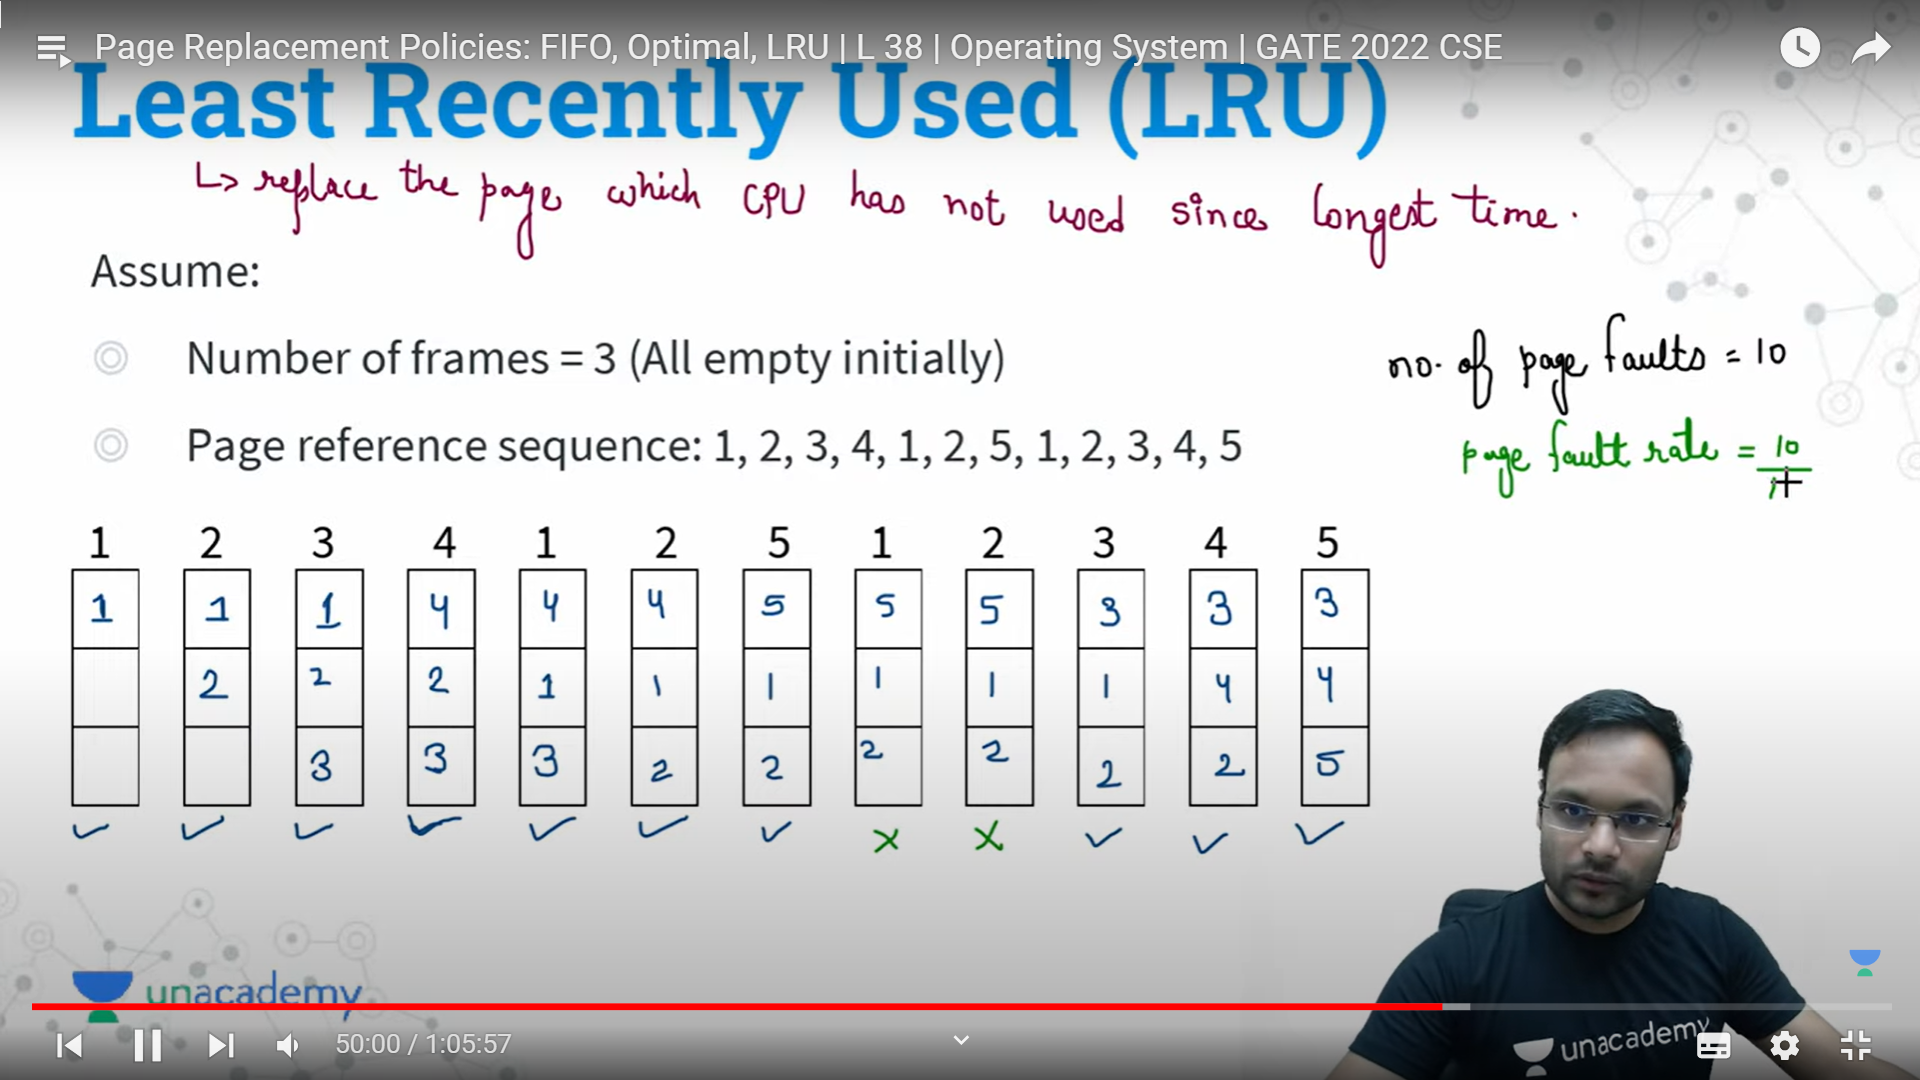 Page Replacement Policies: FIFO, Optimal, LRU | L 38 | Operating System | GATE 2022 CSE
Least Recently Used (LRU)
↳ replace the page which CPU has not used since longest time.
Assume:
Number of frames = 3 (All empty initially)
no. of page faults = 10
Page reference sequence: 1, 2, 3, 4, 1, 2, 5, 1, 2, 3, 4, 5
page fault rate = 10/1
1 2 3 4 1 2 5 1 2 3 4 5
1 1 1 4 4 4 5 5 5 3 3 3
2 2 2 1 1 1 1 1 1 4 4
3 3 3 2 2 2 2 2 2 5
✓ ✓ ✓ ✓ ✓ ✓ ✓ x x ✓ ✓ ✓
unacademy
50:00 / 1:05:57
unacademy